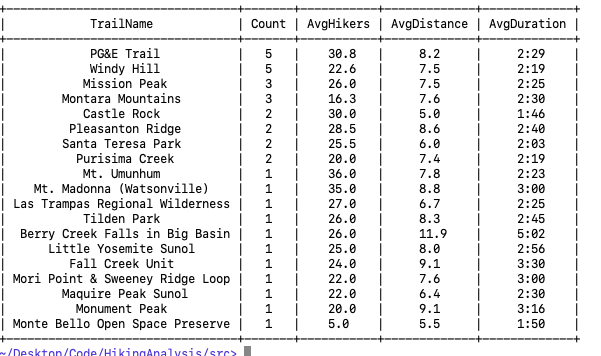 TrailName | Count | AvgHikers | AvgDistance | AvgDuration
PG&E Trail | 5 | 30.8 | 8.2 | 2:29
Windy Hill | 5 | 22.6 | 7.5 | 2:19
Mission Peak | 3 | 26.0 | 7.5 | 2:25
Montara Mountains | 3 | 16.3 | 7.6 | 2:30
Castle Rock | 2 | 30.0 | 5.0 | 1:46
Pleasanton Ridge | 2 | 28.5 | 8.6 | 2:40
Santa Teresa Park | 2 | 25.5 | 6.0 | 2:03
Purisima Creek | 2 | 20.0 | 7.4 | 2:19
Mt. Umunhum | 1 | 36.0 | 7.8 | 2:23
Mt. Madonna (Watsonville) | 1 | 35.0 | 8.8 | 3:00
Las Trampas Regional Wilderness | 1 | 27.0 | 6.7 | 2:25
Tilden Park | 1 | 26.0 | 8.3 | 2:45
Berry Creek Falls in Big Basin | 1 | 26.0 | 11.9 | 5:02
Little Yosemite Sunol | 1 | 25.0 | 8.0 | 2:56
Fall Creek Unit | 1 | 24.0 | 9.1 | 3:30
Mori Point & Sweeney Ridge Loop | 1 | 22.0 | 7.6 | 3:00
Maquire Peak Sunol | 1 | 22.0 | 6.4 | 2:30
Monument Peak | 1 | 20.0 | 9.1 | 3:16
Monte Bello Open Space Preserve | 1 | 5.0 | 5.5 | 1:50
~/Desktop/Code/HikingAnalysis/src>